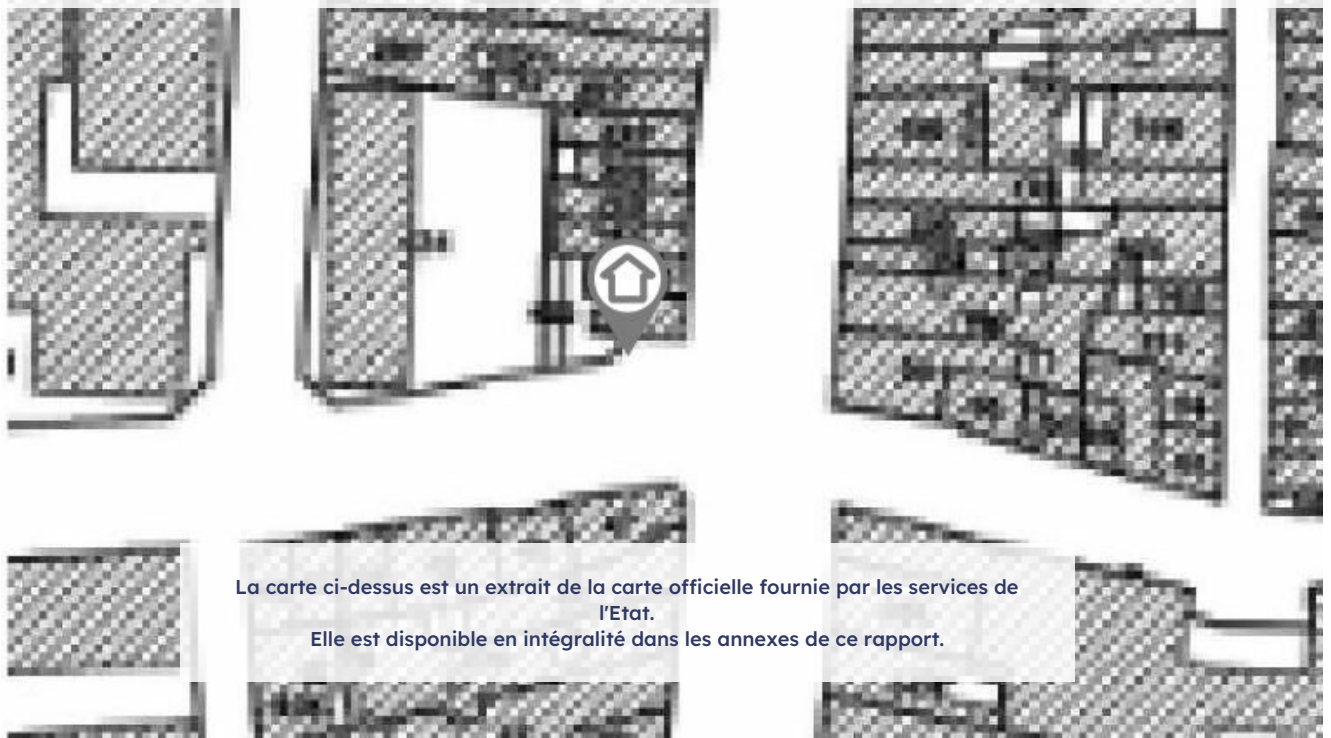 La carte ci-dessus est un extrait de la carte officielle fournie par les services de
l'Etat.
Elle est disponible en intégralité dans les annexes de ce rapport.